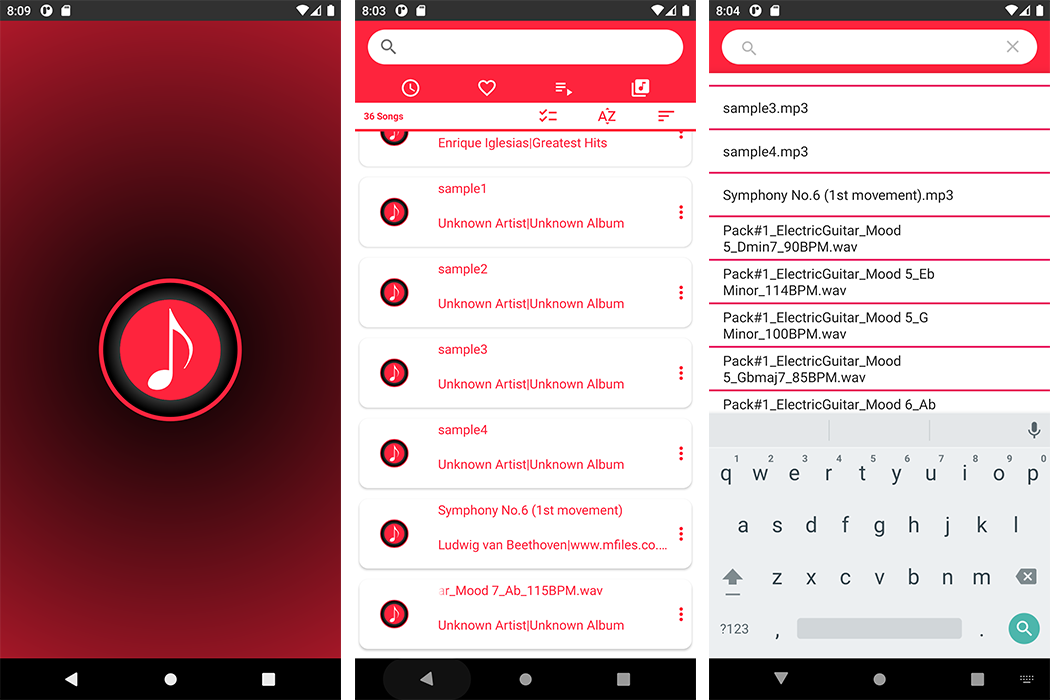 8:09
8:03
36 Songs
AZ
Enrique Iglesias|Greatest Hits
sample1
Unknown Artist|Unknown Album
sample2
Unknown Artist|Unknown Album
sample3
Unknown Artist|Unknown Album
sample4
Unknown Artist|Unknown Album
Symphony No.6 (1st movement)
Ludwig van Beethoven|www.mfiles.co....
ar_Mood 7_Ab_115BPM.wav
Unknown Artist|Unknown Album
8:04
sample3.mp3
sample4.mp3
Symphony No.6 (1st movement).mp3
Pack#1_ElectricGuitar_Mood
5_Dmin7_90BPM.wav
Pack#1_ElectricGuitar_Mood 5_Eb
Minor_114BPM.wav
Pack#1_ElectricGuitar_Mood 5_G
Minor_100BPM.wav
Pack#1_ElectricGuitar_Mood
5_Gbmaj7_85BPM.wav
Pack#1_ElectricGuitar_Mood 6_Ab
1 2 3 4 5 6 7 8 9 0
q w e r t y u i o p
a s d f g h j k l
z x c v b n m
?123 , .